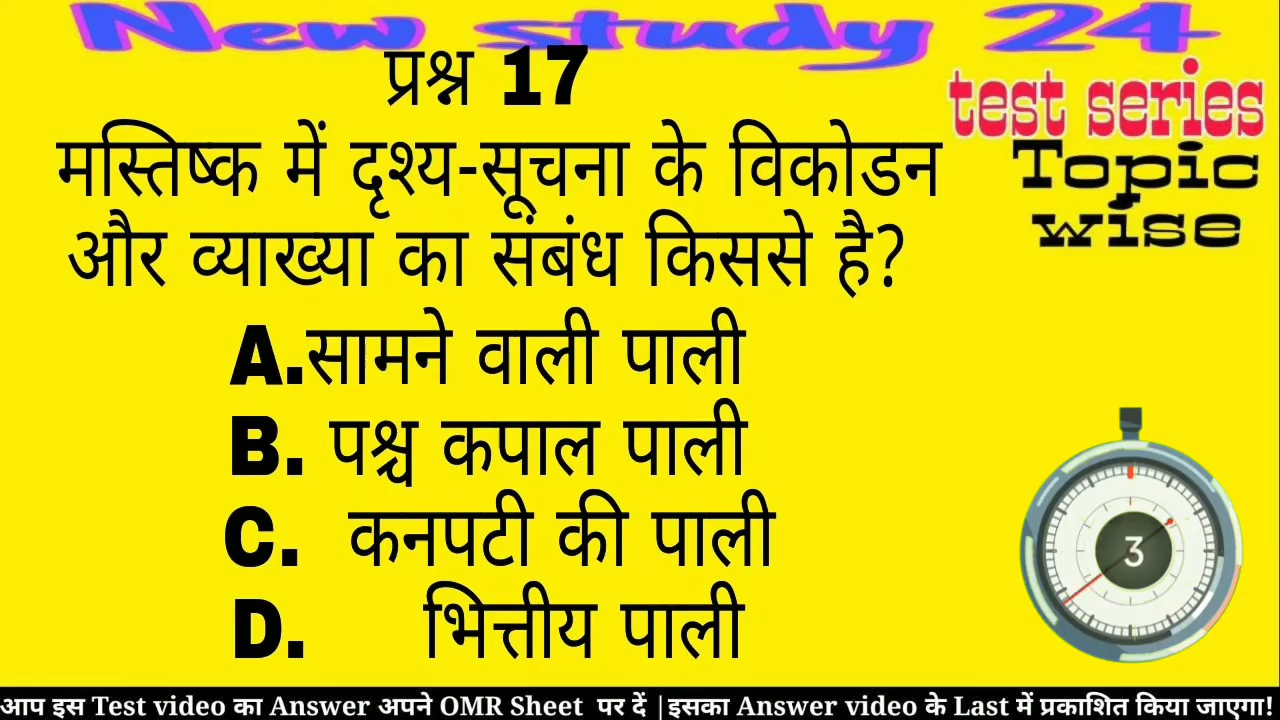 New study 24
प्रश्न 17
test series
Topic
wise
मस्तिष्क में दृश्य-सूचना के विकोडन
और व्याख्या का संबंध किससे है?
A.सामने वाली पाली
B. पश्च कपाल पाली
C. कनपटी की पाली
D. भित्तीय पाली
3
आप इस Test video का Answer अपने OMR Sheet पर दें |इसका Answer video के Last में प्रकाशित किया जाएगा!